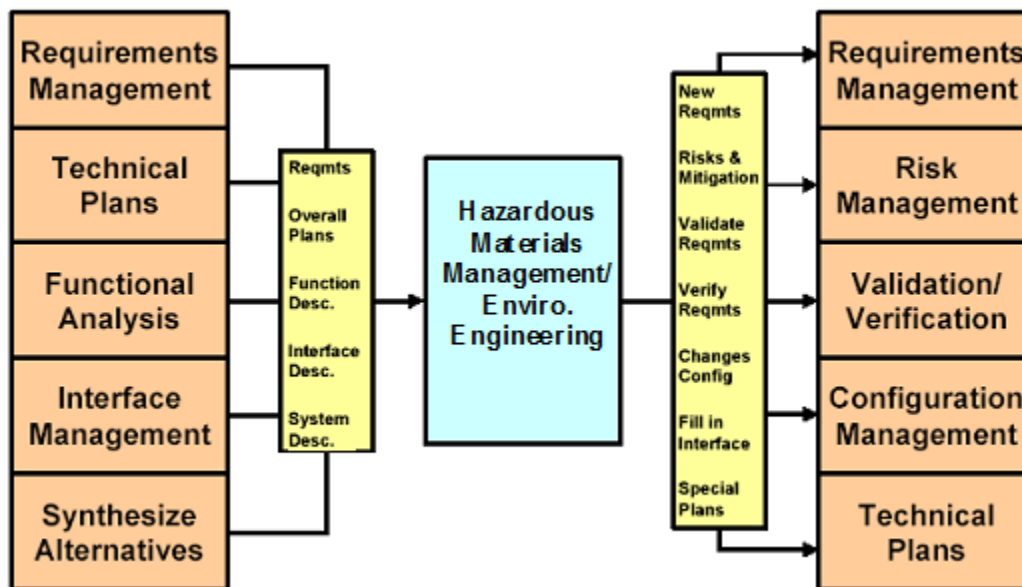 Requirements
Management
Technical
Plans
Functional
Analysis
Interface
Management
Synthesize
Alternatives
Reqmts
Overall
Plans
Function
Desc.
Interface
Desc.
System
Desc.
Hazardous
Materials
Management/
Enviro.
Engineering
New
Reqmts
Risks &
Mitigation
Validate
Reqmts
Verify
Reqmts
Changes
Config
Fill in
Interface
Special
Plans
Requirements
Management
Risk
Management
Validation/
Verification
Configuration
Management
Technical
Plans